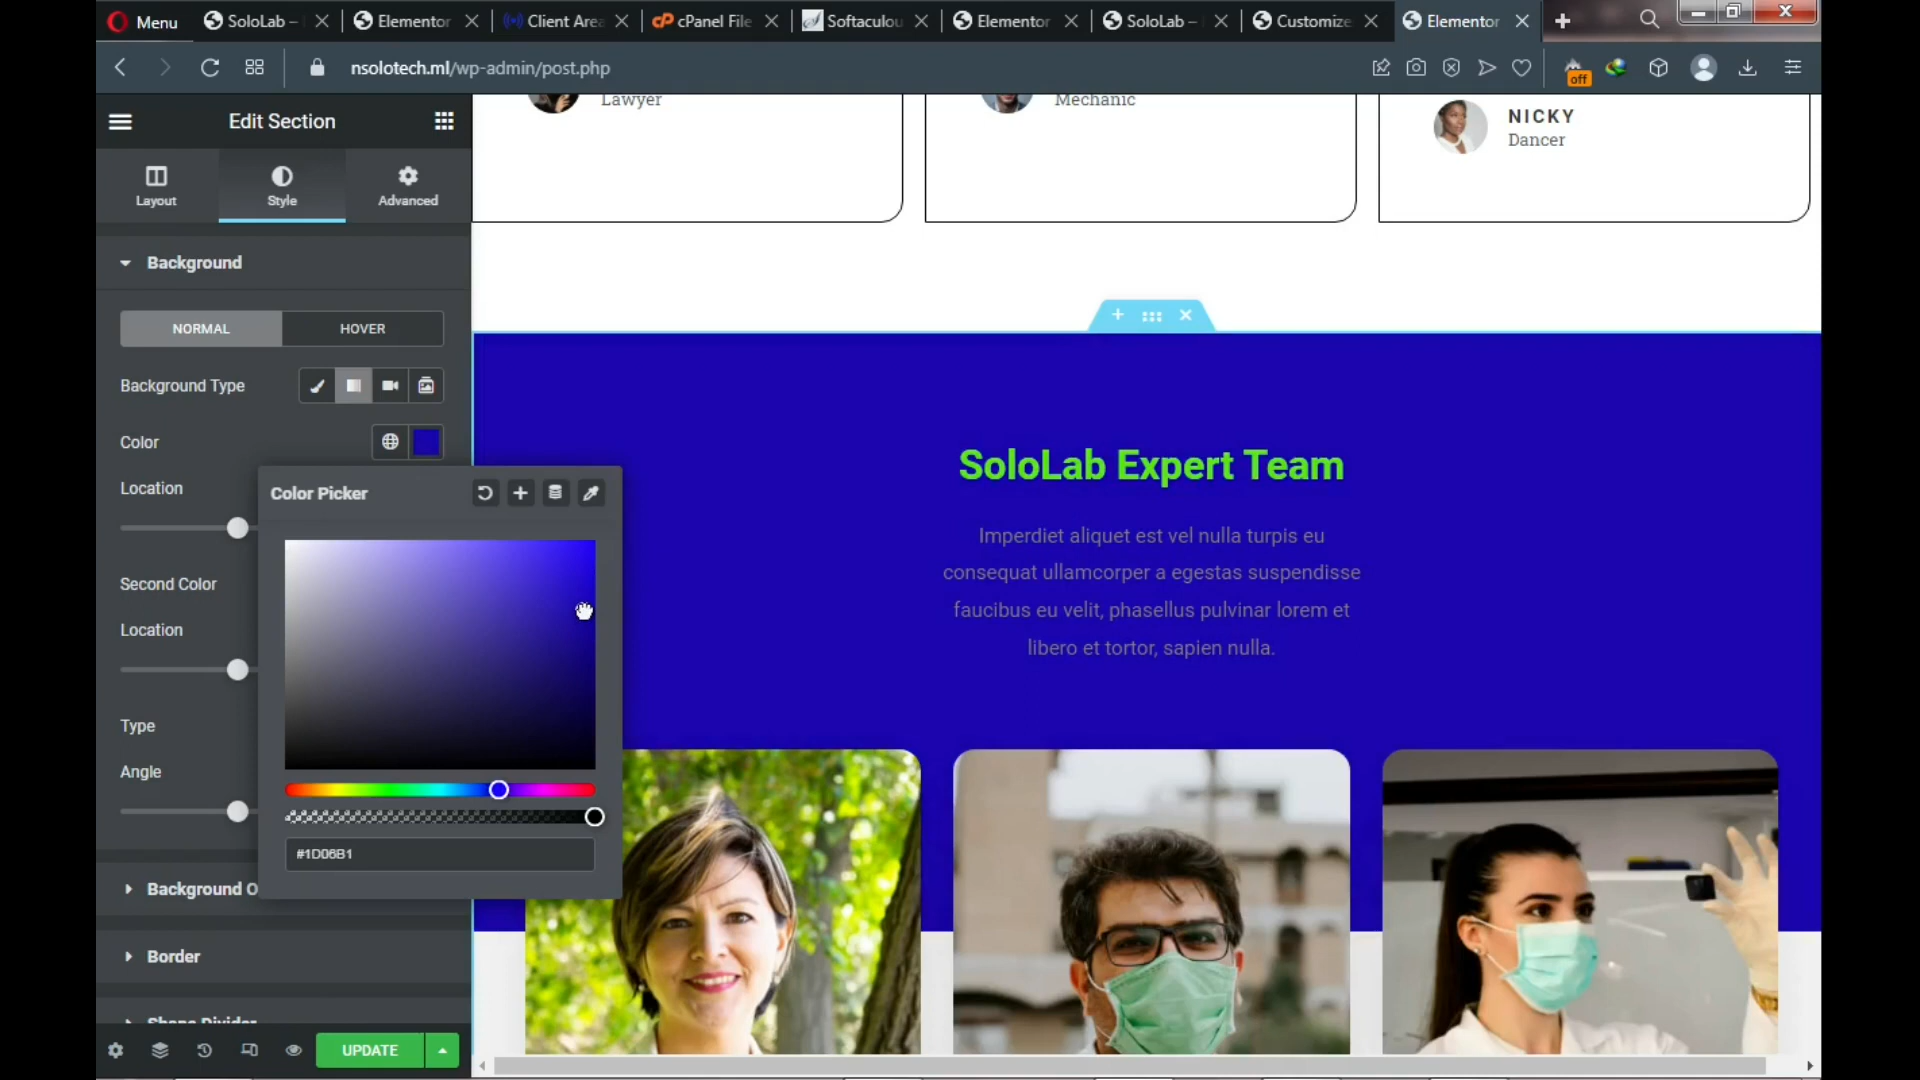 Menu
SoloLab –
Elementor
Client Area
cPanel File
Softaculou
Elementor
SoloLab –
Customize
Elementor
nsolotech.ml/wp-admin/post.php
off
Edit Section
Layout
Style
Advanced
Background
NORMAL
HOVER
Background Type
Color
Location
Second Color
Location
Type
Angle
Color Picker
#1D06B1
Background O
Border
Shape Divider
UPDATE
Lawyer
Mechanic
NICKY
Dancer
SoloLab Expert Team
Imperdiet aliquet est vel nulla turpis eu
consequat ullamcorper a egestas suspendisse
faucibus eu velit, phasellus pulvinar lorem et
libero et tortor, sapien nulla.